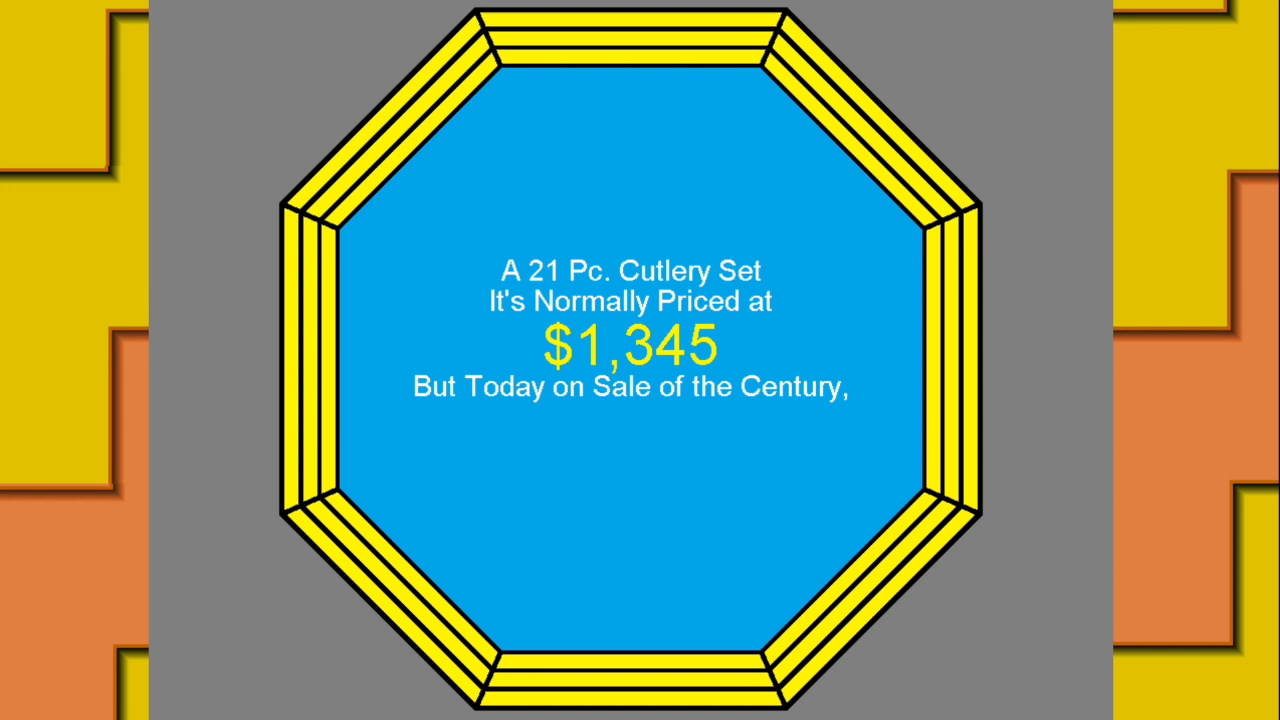 A 21 Pc. Cutlery Set
It's Normally Priced at
$1,345
But Today on Sale of the Century,